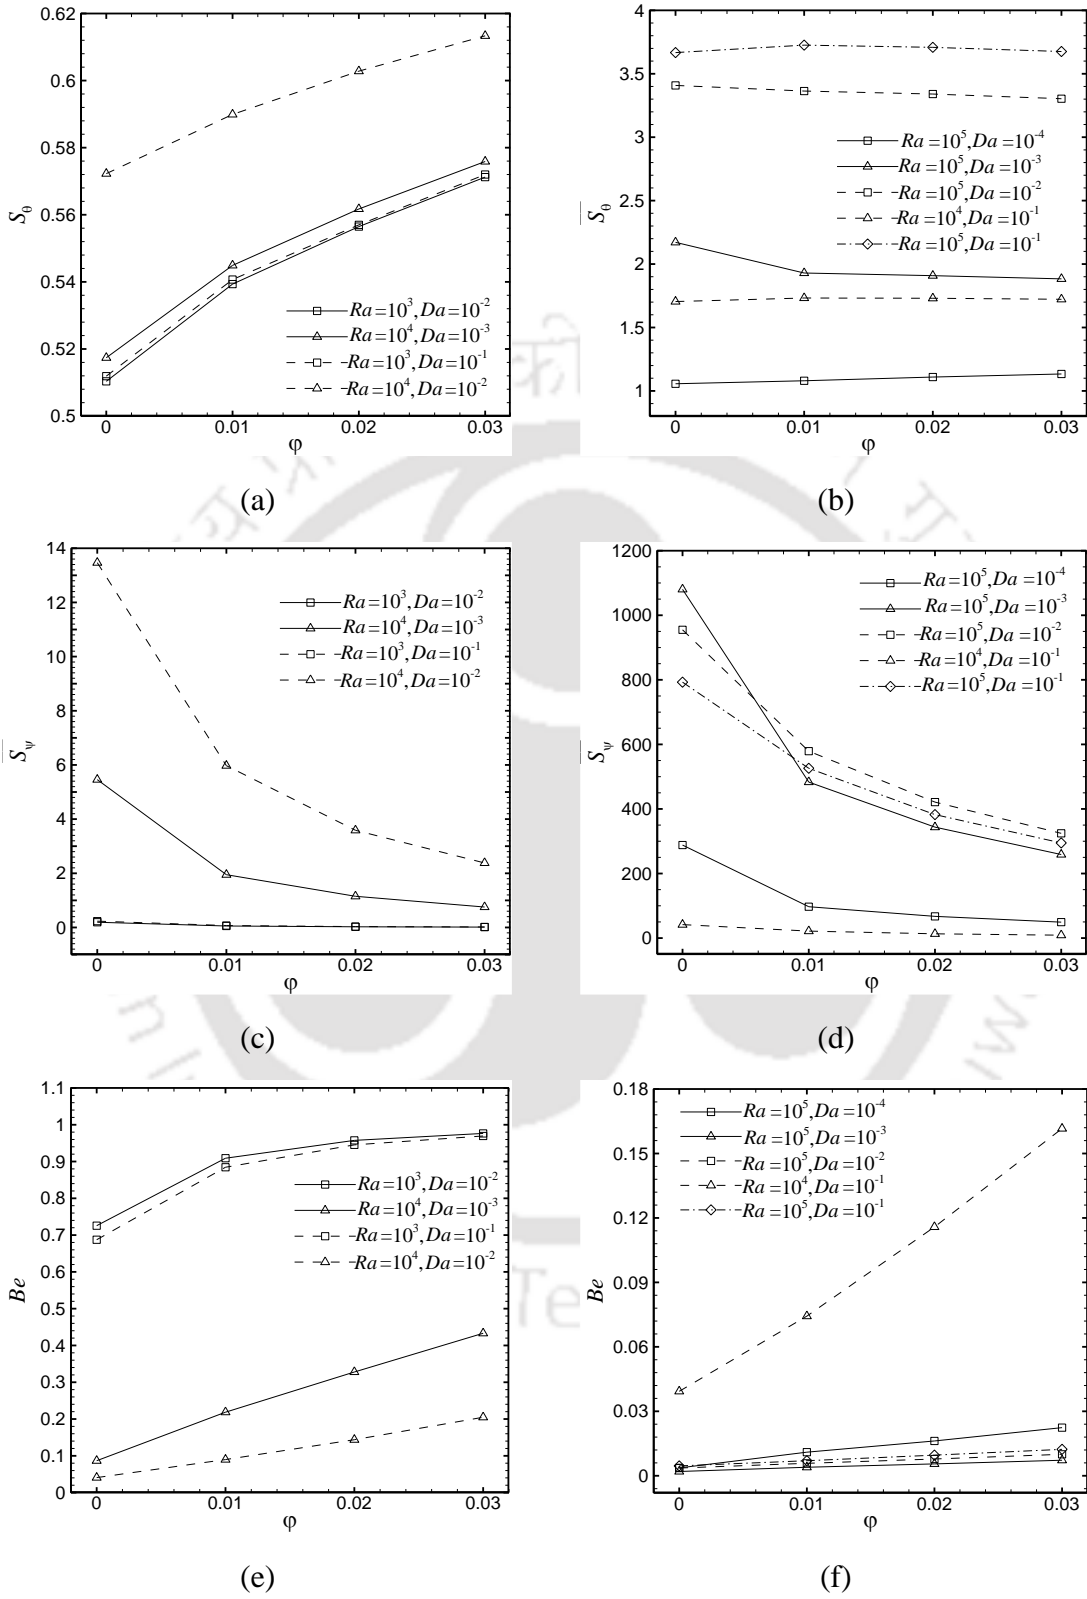 0.62
0.6
0.58
0.56
0.54
0.52
0.5
S_θ
0 0.01 0.02 0.03
φ
Ra=10^3,Da=10^-2
Ra=10^4,Da=10^-3
Ra=10^3,Da=10^-1
Ra=10^4,Da=10^-2
(a)
4
3.5
3
2.5
2
1.5
1
S_θ
0 0.01 0.02 0.03
φ
Ra=10^5,Da=10^-4
Ra=10^5,Da=10^-3
Ra=10^5,Da=10^-2
Ra=10^4,Da=10^-1
Ra=10^5,Da=10^-1
(b)
14
12
10
8
6
4
2
0
S_ψ
0 0.01 0.02 0.03
φ
Ra=10^3,Da=10^-2
Ra=10^4,Da=10^-3
Ra=10^3,Da=10^-1
Ra=10^4,Da=10^-2
(c)
1200
1000
800
600
400
200
0
S_ψ
0 0.01 0.02 0.03
φ
Ra=10^5,Da=10^-4
Ra=10^5,Da=10^-3
Ra=10^5,Da=10^-2
Ra=10^4,Da=10^-1
Ra=10^5,Da=10^-1
(d)
1.1
1
0.9
0.8
0.7
0.6
0.5
0.4
0.3
0.2
0.1
0
Be
0 0.01 0.02 0.03
φ
Ra=10^3,Da=10^-2
Ra=10^4,Da=10^-3
Ra=10^3,Da=10^-1
Ra=10^4,Da=10^-2
(e)
0.18
0.15
0.12
0.09
0.06
0.03
0
Be
0 0.01 0.02 0.03
φ
Ra=10^5,Da=10^-4
Ra=10^5,Da=10^-3
Ra=10^5,Da=10^-2
Ra=10^4,Da=10^-1
Ra=10^5,Da=10^-1
(f)
Te